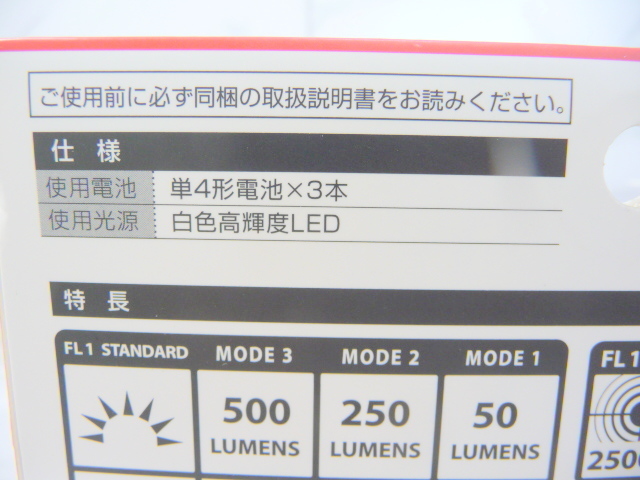 ご使用前に必ず同梱の取扱説明書をお読みください。
仕様
使用電池 単4形電池×3本
使用光源 白色高輝度LED
特長
FL1 STANDARD MODE 3 MODE 2 MODE 1 FL1
500 250 50
LUMENS LUMENS LUMENS 2500